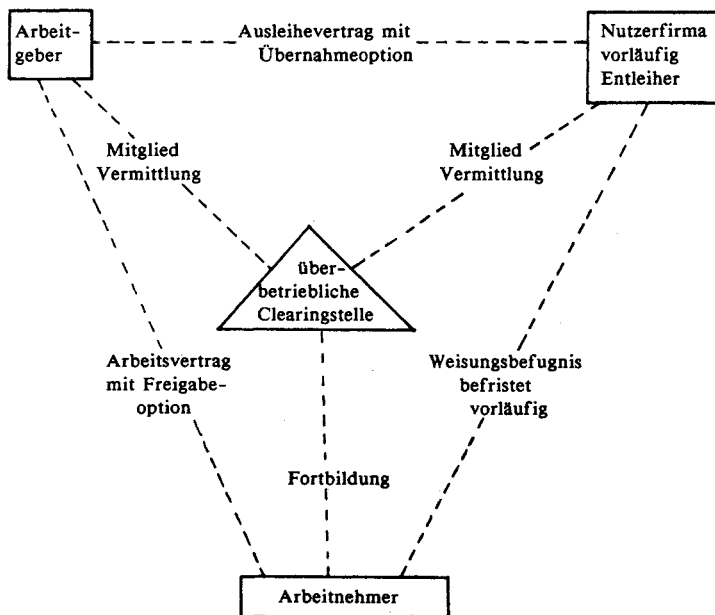 Arbeit-
geber
Ausleihevertrag mit
Übernahmeoption
Nutzerfirma
vorläufig
Entleiher
Mitglied
Vermittlung
Mitglied
Vermittlung
über-
betriebliche
Clearingstelle
Arbeitsvertrag
mit Freigabe-
option
Weisungsbefugnis
befristet
vorläufig
Fortbildung
Arbeitnehmer